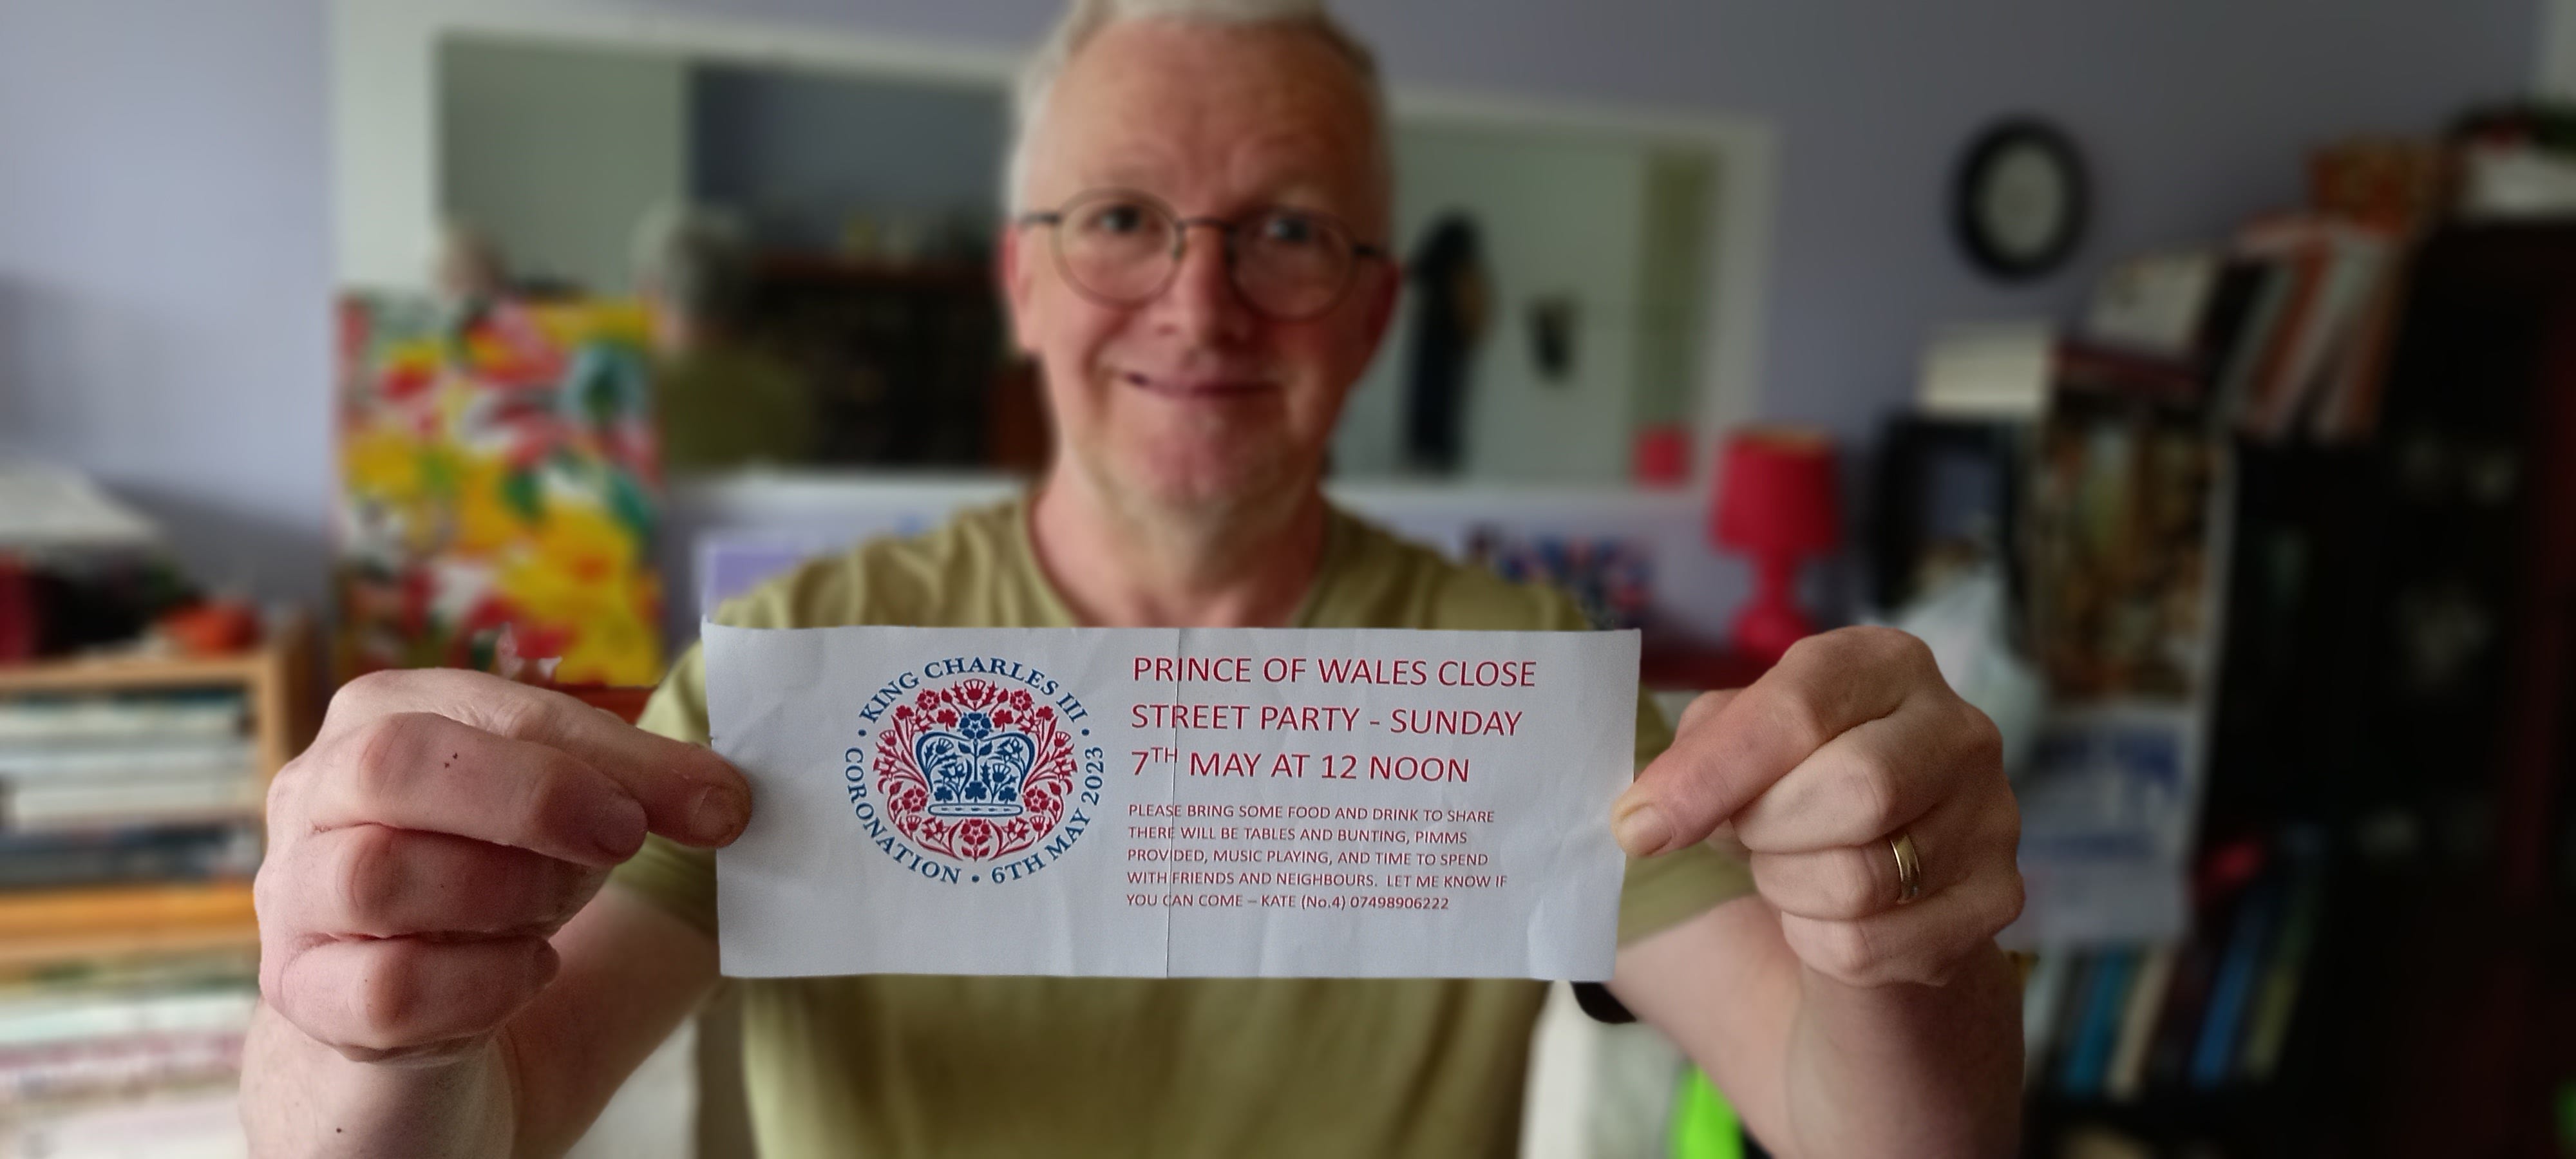 KING CHARLES III
CORONATION • 6TH MAY 2023
PRINCE OF WALES CLOSE
STREET PARTY - SUNDAY
7TH MAY AT 12 NOON
PLEASE BRING SOME FOOD AND DRINK TO SHARE
THERE WILL BE TABLES AND BUNTING, PIMMS
PROVIDED, MUSIC PLAYING, AND TIME TO SPEND
WITH FRIENDS AND NEIGHBOURS. LET ME KNOW IF
YOU CAN COME – KATE (No.4) 07498906222